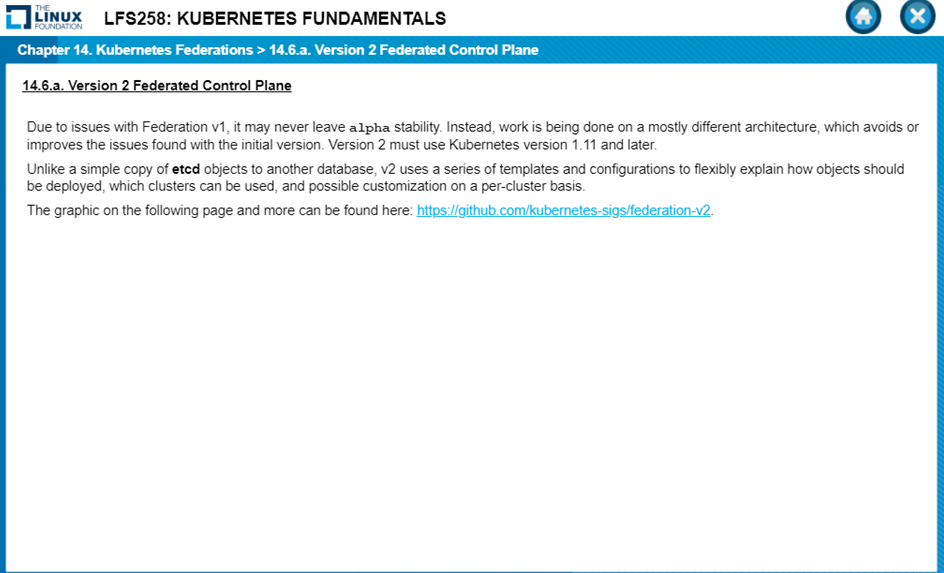 THE
LINUX
FOUNDATION
LFS258: KUBERNETES FUNDAMENTALS
Chapter 14. Kubernetes Federations > 14.6.a. Version 2 Federated Control Plane
14.6.a. Version 2 Federated Control Plane
Due to issues with Federation v1, it may never leave alpha stability. Instead, work is being done on a mostly different architecture, which avoids or
improves the issues found with the initial version. Version 2 must use Kubernetes version 1.11 and later.
Unlike a simple copy of etcd objects to another database, v2 uses a series of templates and configurations to flexibly explain how objects should
be deployed, which clusters can be used, and possible customization on a per-cluster basis.
The graphic on the following page and more can be found here: https://github.com/kubernetes-sigs/federation-v2.